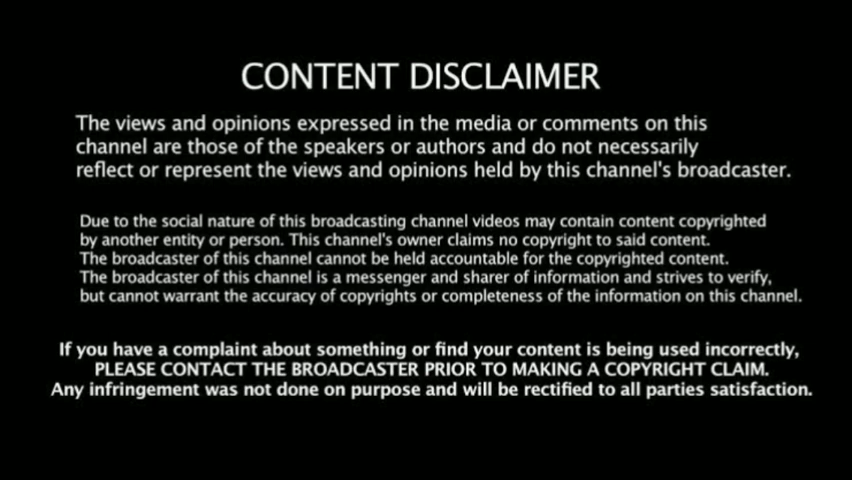 CONTENT DISCLAIMER
The views and opinions expressed in the media or comments on this
channel are those of the speakers or authors and do not necessarily
reflect or represent the views and opinions held by this channel's broadcaster.
Due to the social nature of this broadcasting channel videos may contain content copyrighted
by another entity or person. This channel's owner claims no copyright to said content.
The broadcaster of this channel cannot be held accountable for the copyrighted content.
The broadcaster of this channel is a messenger and sharer of information and strives to verify,
but cannot warrant the accuracy of copyrights or completeness of the information on this channel.
If you have a complaint about something or find your content is being used incorrectly,
PLEASE CONTACT THE BROADCASTER PRIOR TO MAKING A COPYRIGHT CLAIM.
Any infringement was not done on purpose and will be rectified to all parties satisfaction.